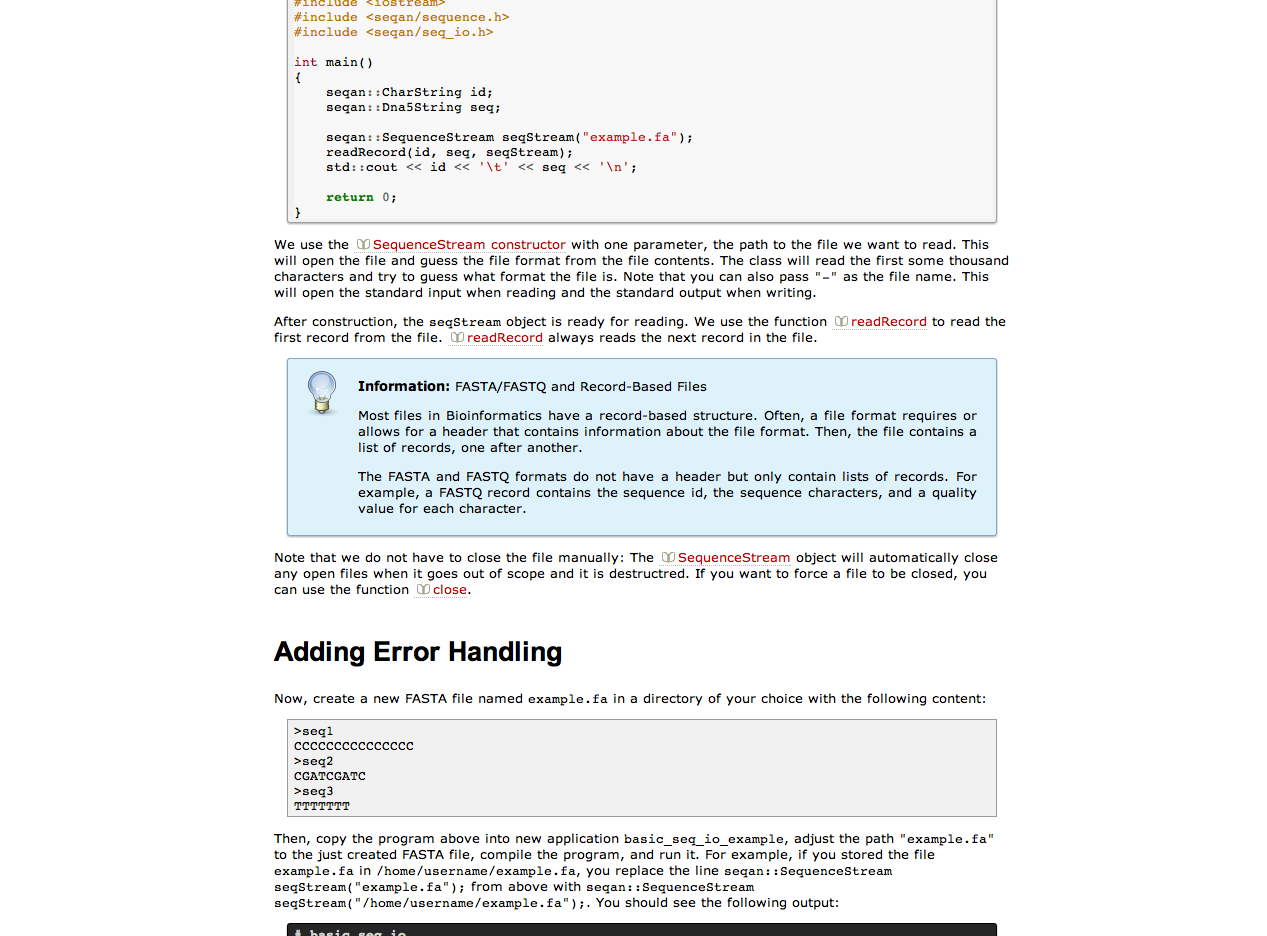 #include <iostream>
#include <seqan/sequence.h>
#include <seqan/seq_io.h>
int main()
{
    seqan::CharString id;
    seqan::Dna5String seq;
    seqan::SequenceStream seqStream("example.fa");
    readRecord(id, seq, seqStream);
    std::cout << id << '\t' << seq << '\n';
    return 0;
}
We use the SequenceStream constructor with one parameter, the path to the file we want to read. This
will open the file and guess the file format from the file contents. The class will read the first some thousand
characters and try to guess what format the file is. Note that you can also pass "-" as the file name. This
will open the standard input when reading and the standard output when writing.
After construction, the seqStream object is ready for reading. We use the function readRecord to read the
first record from the file. readRecord always reads the next record in the file.
Information: FASTA/FASTQ and Record-Based Files
Most files in Bioinformatics have a record-based structure. Often, a file format requires or
allows for a header that contains information about the file format. Then, the file contains a
list of records, one after another.
The FASTA and FASTQ formats do not have a header but only contain lists of records. For
example, a FASTQ record contains the sequence id, the sequence characters, and a quality
value for each character.
Note that we do not have to close the file manually: The SequenceStream object will automatically close
any open files when it goes out of scope and it is destructred. If you want to force a file to be closed, you
can use the function close.
Adding Error Handling
Now, create a new FASTA file named example.fa in a directory of your choice with the following content:
>seq1
CCCCCCCCCCCCCCC
>seq2
CGATCGATC
>seq3
TTTTTTT
Then, copy the program above into new application basic_seq_io_example, adjust the path "example.fa"
to the just created FASTA file, compile the program, and run it. For example, if you stored the file
example.fa in /home/username/example.fa, you replace the line seqan::SequenceStream
seqStream("example.fa"); from above with seqan::SequenceStream
seqStream("/home/username/example.fa");. You should see the following output:
# basic_seq_io